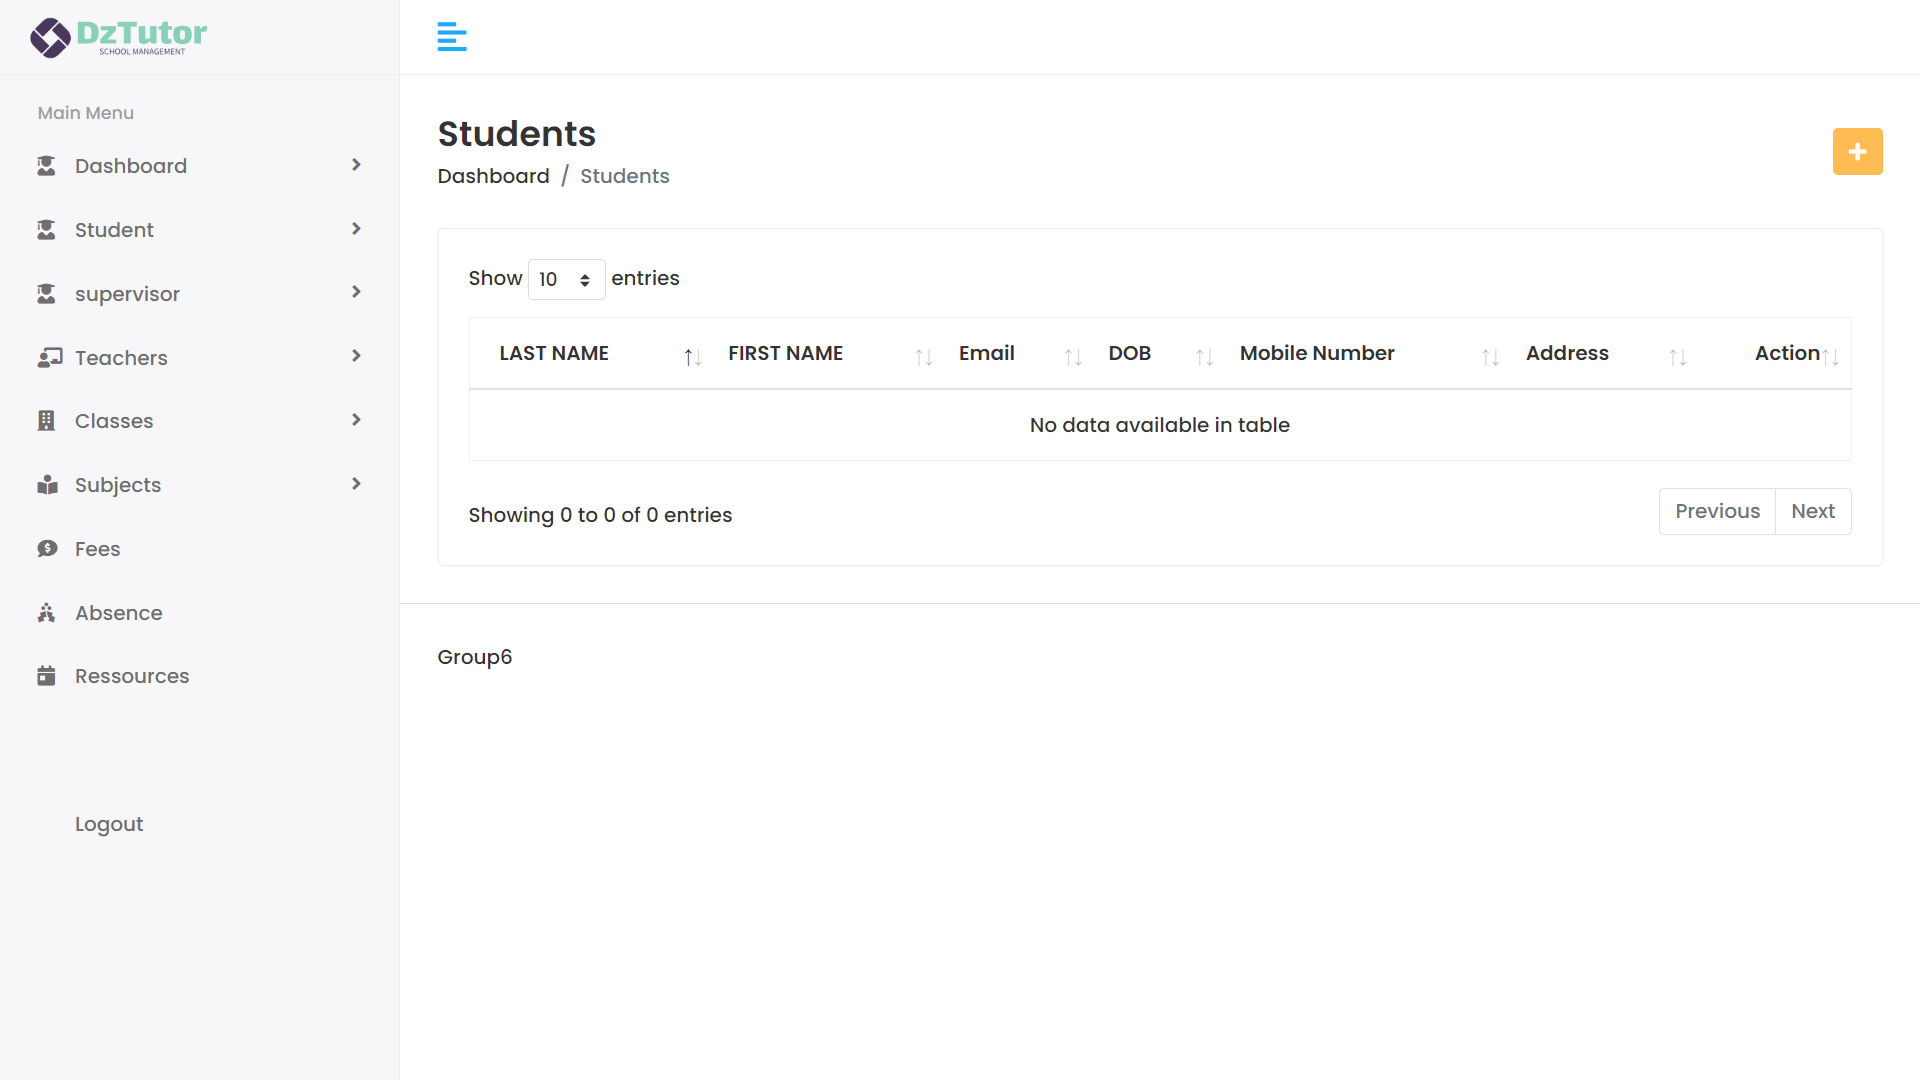 DzTutor
SCHOOL MANAGEMENT
Main Menu
Dashboard
Student
supervisor
Teachers
Classes
Subjects
Fees
Absence
Ressources
Logout
Students
Dashboard / Students
Show 10 entries
LAST NAME FIRST NAME Email DOB Mobile Number Address Action
No data available in table
Showing 0 to 0 of 0 entries
Previous Next
Group6